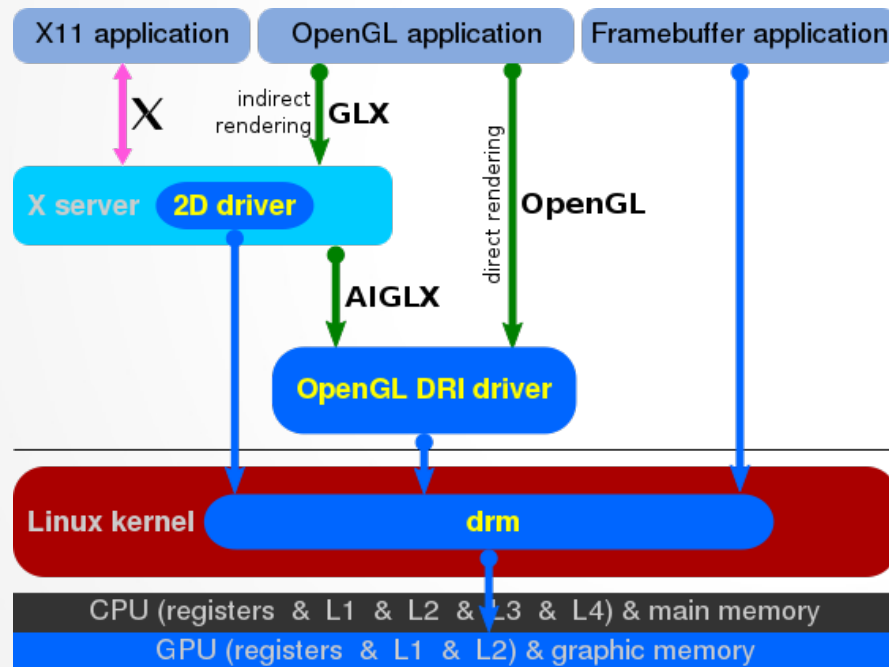 X11 application
OpenGL application
Framebuffer application
X
indirect
rendering
GLX
direct rendering
OpenGL
X server
2D driver
AIGLX
OpenGL DRI driver
Linux kernel
drm
CPU (registers & L1 & L2 & L3 & L4) & main memory
GPU (registers & L1 & L2) & graphic memory